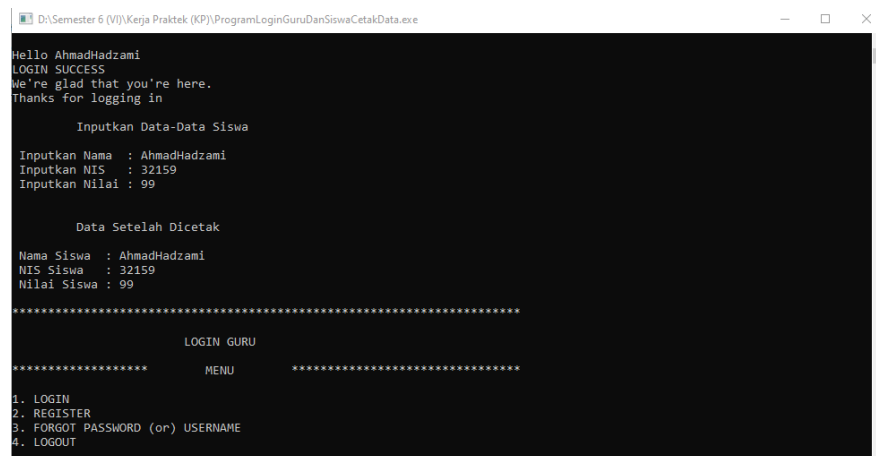 D:\Semester 6 (VI)\Kerja Praktek (KP)\ProgramLoginGuruDanSiswaCetakData.exe
Hello AhmadHadzami
LOGIN SUCCESS
We're glad that you're here.
Thanks for logging in
Inputkan Data-Data Siswa
Inputkan Nama : AhmadHadzami
Inputkan NIS : 32159
Inputkan Nilai : 99
Data Setelah Dicetak
Nama Siswa : AhmadHadzami
NIS Siswa : 32159
Nilai Siswa : 99
***********************************************************************
LOGIN GURU
******************* MENU ********************************
1. LOGIN
2. REGISTER
3. FORGOT PASSWORD (or) USERNAME
4. LOGOUT